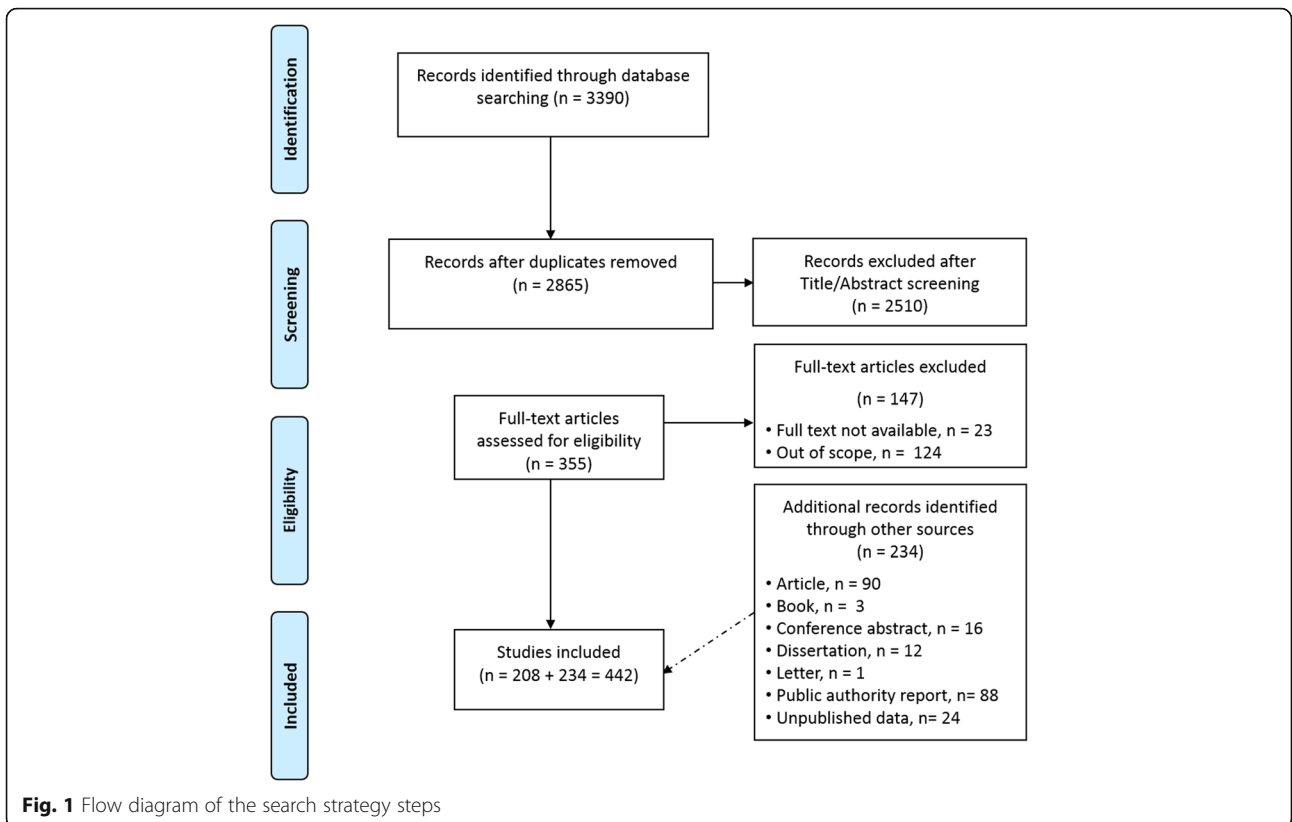 Identification
Records identified through database
searching (n = 3390)
Screening
Records after duplicates removed
(n = 2865)
Records excluded after
Title/Abstract screening
(n = 2510)
Eligibility
Full-text articles
assessed for eligibility
(n = 355)
Full-text articles excluded
(n = 147)
• Full text not available, n = 23
• Out of scope, n =  124
Additional records identified
through other sources
(n = 234)
• Article, n = 90
• Book, n =  3
• Conference abstract, n = 16
• Dissertation, n = 12
• Letter, n = 1
• Public authority report, n= 88
• Unpublished data, n= 24
Included
Studies included
(n = 208 + 234 = 442)
Fig. 1 Flow diagram of the search strategy steps